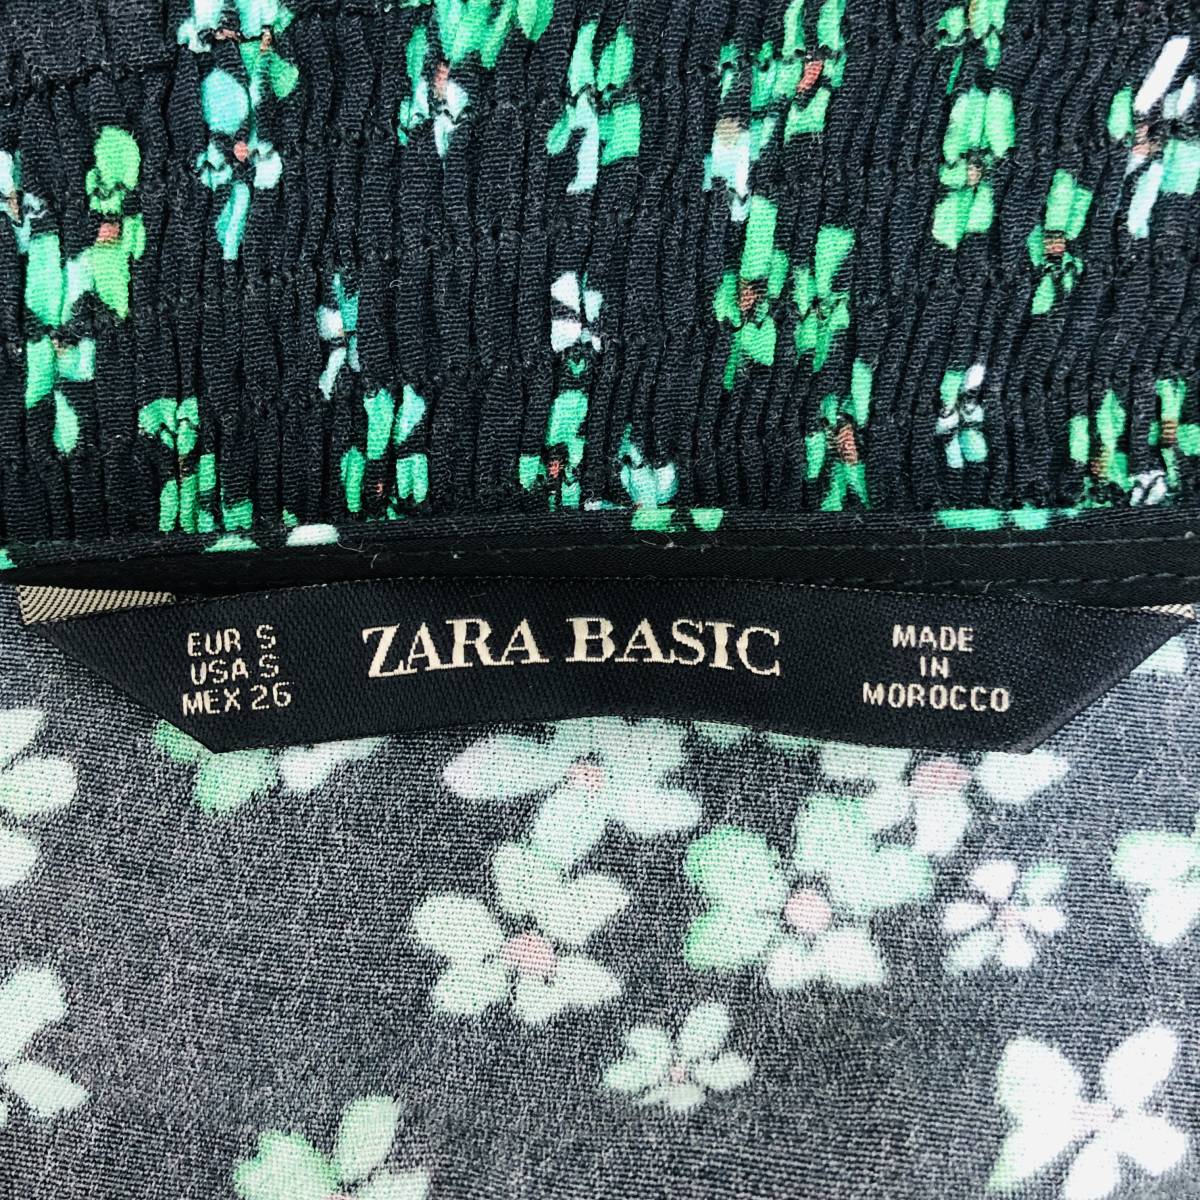 EUR S
USA S
MEX 26
ZARA BASIC
MADE
IN
MOROCCO